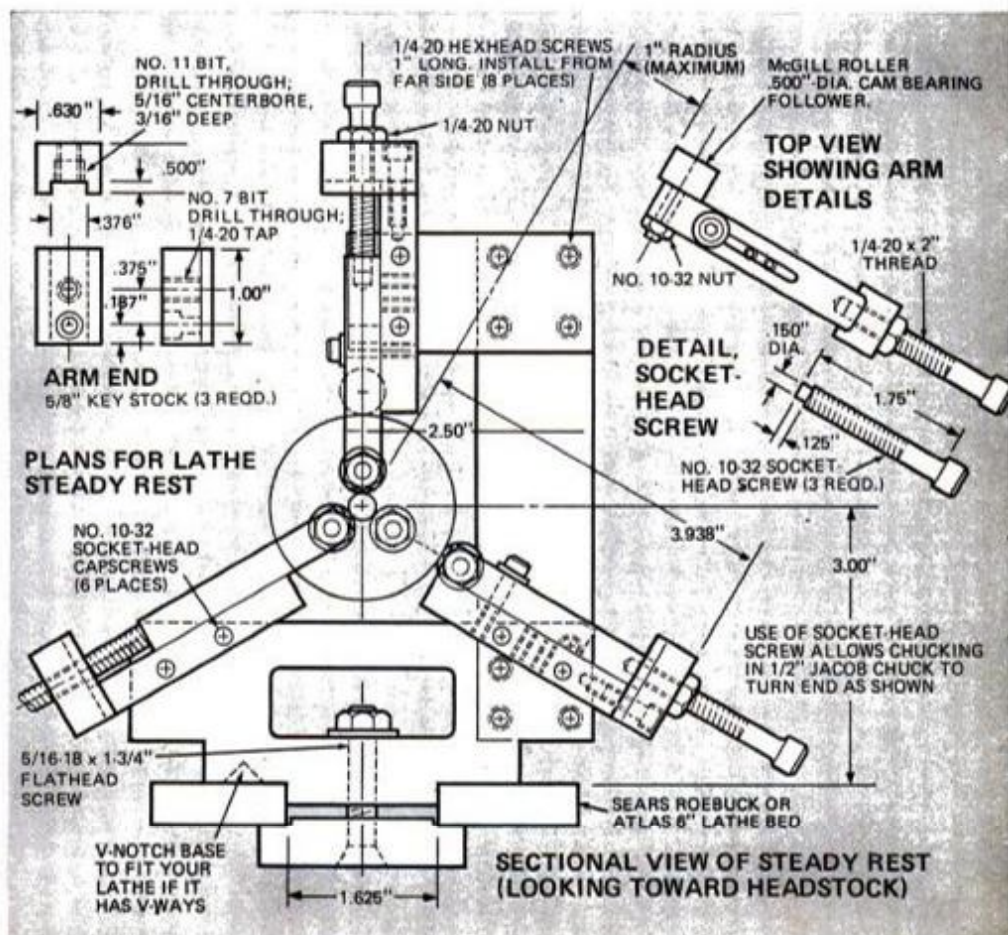 NO. 11 BIT,
DRILL THROUGH;
5/16" CENTERBORE,
3/16" DEEP
.630"
.500"
.376"
NO. 7 BIT
DRILL THROUGH;
1/4-20 TAP
.375"
.187"
1.00"
ARM END
5/8" KEY STOCK (3 REQD.)
1/4-20 HEXHEAD SCREWS
1" LONG. INSTALL FROM
FAR SIDE (8 PLACES)
1/4-20 NUT
1" RADIUS
(MAXIMUM)
McGILL ROLLER
.500"-DIA. CAM BEARING
FOLLOWER.
TOP VIEW
SHOWING ARM
DETAILS
1/4-20 x 2"
THREAD
NO. 10-32 NUT
DETAIL,
SOCKET-
HEAD
SCREW
.150"
DIA.
1.75"
.125"
NO. 10-32 SOCKET-
HEAD SCREW (3 REQD.)
2.50"
PLANS FOR LATHE
STEADY REST
NO. 10-32
SOCKET-HEAD
CAPSCREWS
(6 PLACES)
3.938"
3.00"
USE OF SOCKET-HEAD
SCREW ALLOWS CHUCKING
IN 1/2" JACOB CHUCK TO
TURN END AS SHOWN
5/16-18 x 1-3/4"
FLATHEAD
SCREW
SEARS ROEBUCK OR
ATLAS 6" LATHE BED
V-NOTCH BASE
TO FIT YOUR
LATHE IF IT
HAS V-WAYS
1.625"
SECTIONAL VIEW OF STEADY REST
(LOOKING TOWARD HEADSTOCK)